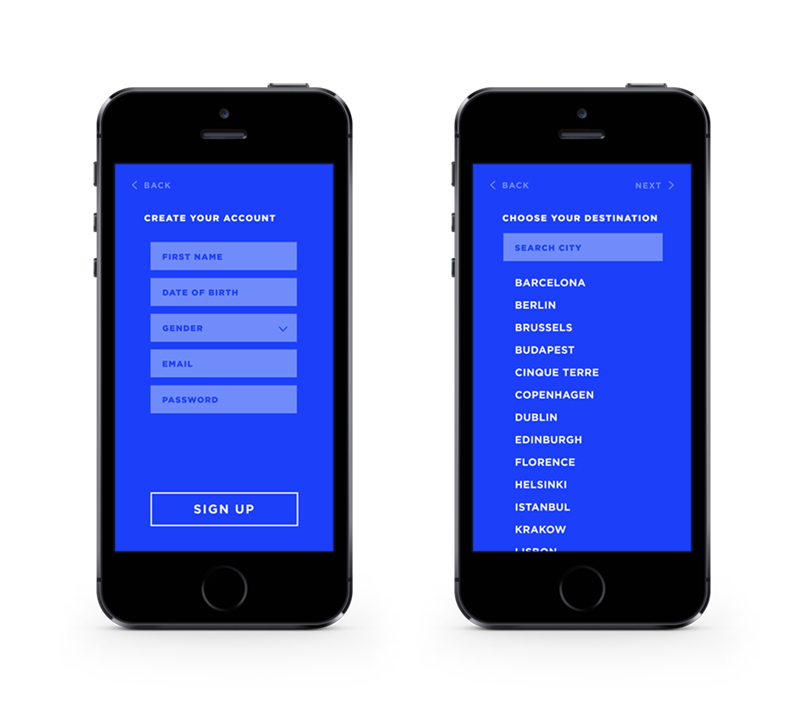 BACK
CREATE YOUR ACCOUNT
FIRST NAME
DATE OF BIRTH
GENDER
EMAIL
PASSWORD
SIGN UP
BACK
NEXT
CHOOSE YOUR DESTINATION
SEARCH CITY
BARCELONA
BERLIN
BRUSSELS
BUDAPEST
CINQUE TERRE
COPENHAGEN
DUBLIN
EDINBURGH
FLORENCE
HELSINKI
ISTANBUL
KRAKOW
LISBON